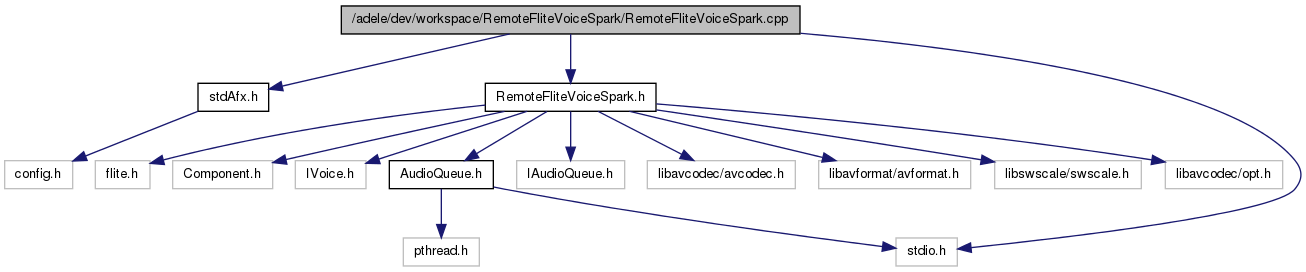 /adele/dev/workspace/RemoteFliteVoiceSpark/RemoteFliteVoiceSpark.cpp
stdAfx.h
RemoteFliteVoiceSpark.h
config.h
flite.h
Component.h
IVoice.h
AudioQueue.h
IAudioQueue.h
libavcodec/avcodec.h
libavformat/avformat.h
libswscale/swscale.h
libavcodec/opt.h
pthread.h
stdio.h